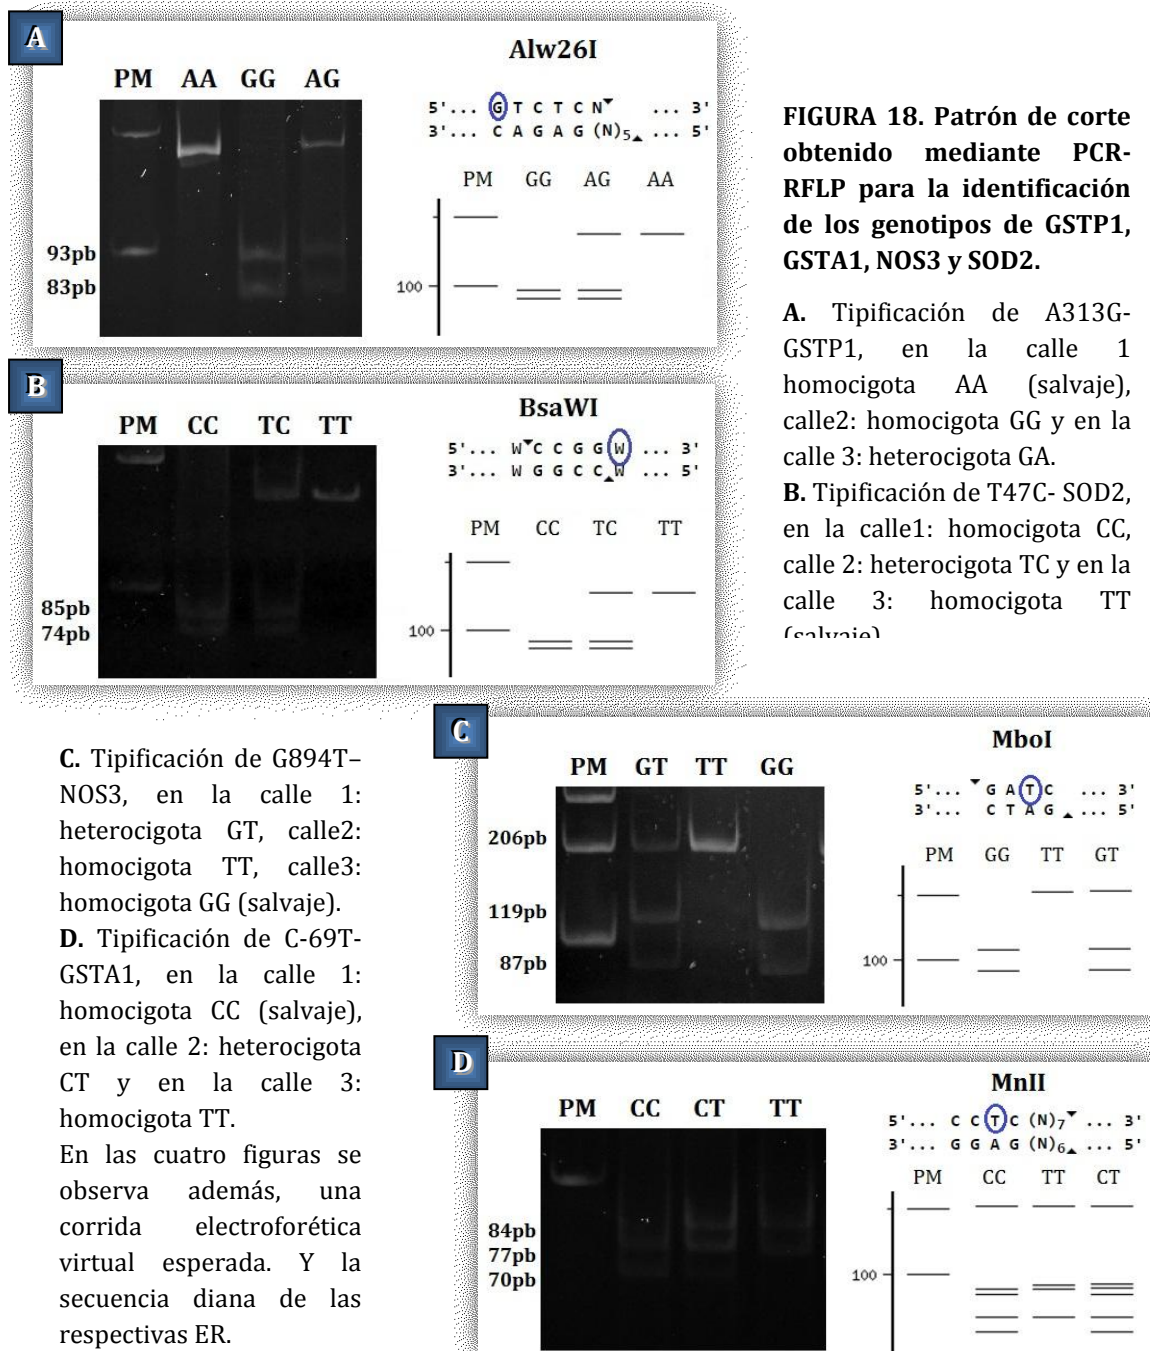 A
Alw26I
PM AA GG AG
5'... G T C T C N ... 3'
3'... C A G A G (N)5 ... 5'
PM GG AG AA
93pb
83pb
100
FIGURA 18. Patrón de corte
obtenido mediante PCR-
RFLP para la identificación
de los genotipos de GSTP1,
GSTA1, NOS3 y SOD2.
A. Tipificación de A313G-
GSTP1, en la calle 1
homocigota AA (salvaje),
calle2: homocigota GG y en la
calle 3: heterocigota GA.
B. Tipificación de T47C- SOD2,
en la calle1: homocigota CC,
calle 2: heterocigota TC y en la
calle 3: homocigota TT
(salvaje)
B
BsaWI
PM CC TC TT
5'... W C C G G W ... 3'
3'... W G G C C W ... 5'
PM CC TC TT
85pb
74pb
100
C. Tipificación de G894T–
NOS3, en la calle 1:
heterocigota GT, calle2:
homocigota TT, calle3:
homocigota GG (salvaje).
D. Tipificación de C-69T-
GSTA1, en la calle 1:
homocigota CC (salvaje),
en la calle 2: heterocigota
CT y en la calle 3:
homocigota TT.
En las cuatro figuras se
observa además, una
corrida electroforética
virtual esperada. Y la
secuencia diana de las
respectivas ER.
C
MboI
PM GT TT GG
5'... G A T C ... 3'
3'... C T A G ... 5'
206pb
PM GG TT GT
119pb
87pb
100
D
MnII
PM CC CT TT
5'... C C T C (N)7 ... 3'
3'... G G A G (N)6 ... 5'
PM CC TT CT
84pb
77pb
70pb
100